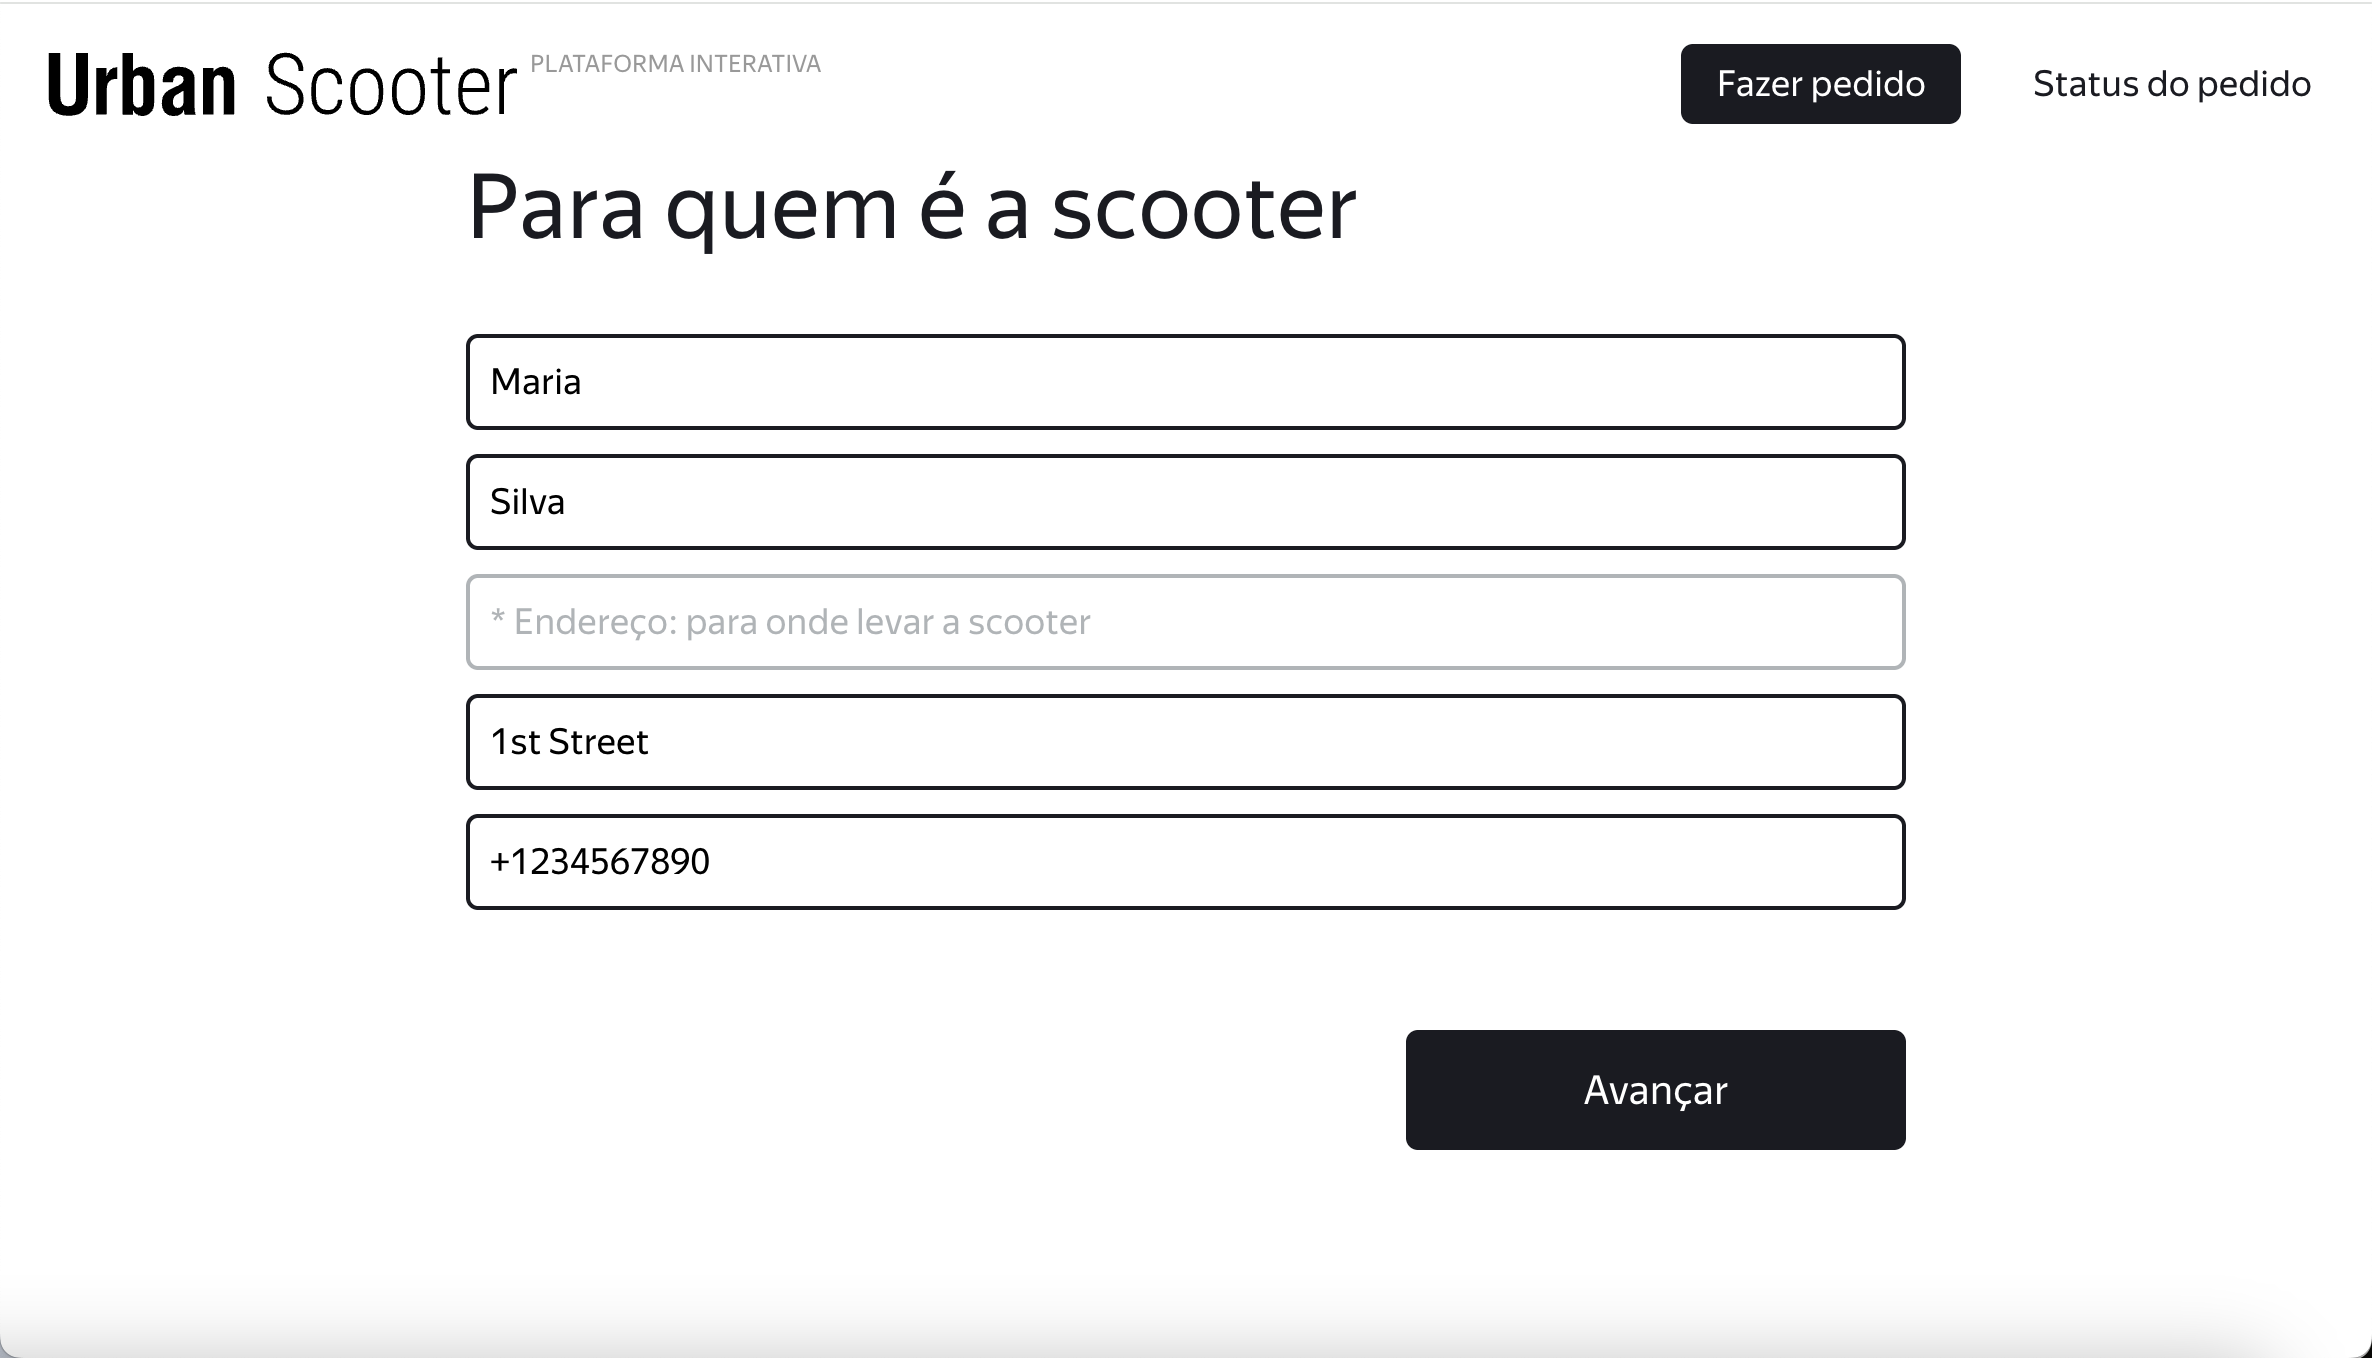 Urban Scooter PLATAFORMA INTERATIVA
Fazer pedido
Status do pedido
Para quem é a scooter
Maria
Silva
* Endereço: para onde levar a scooter
1st Street
+1234567890
Avançar